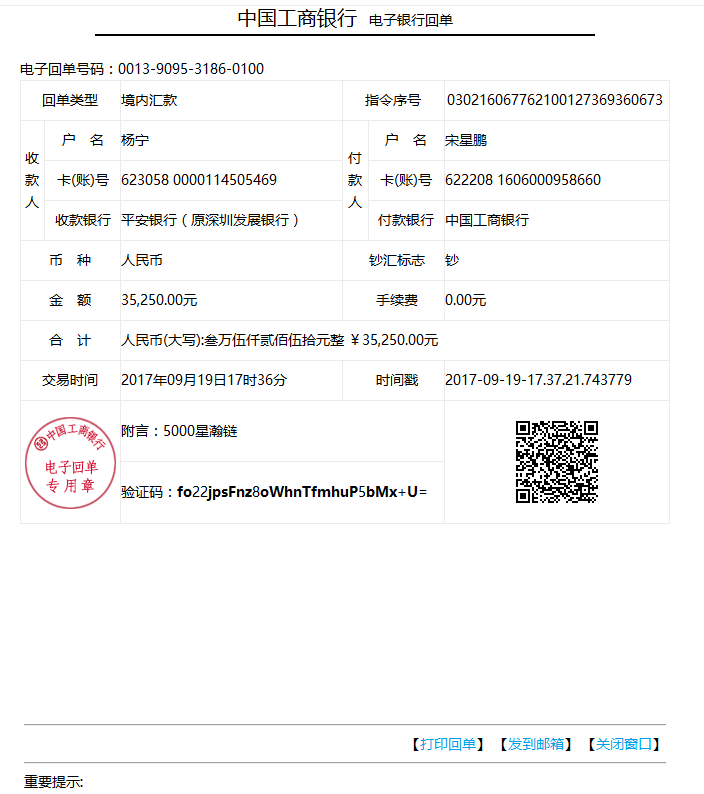 中国工商银行 电子银行回单
电子回单号码：0013-9095-3186-0100
回单类型 境内汇款 指令序号 030216067762100127369360673
收款人 户 名 杨宁 付款人 户 名 宋星鹏
卡(账)号 623058 0000114505469 卡(账)号 622208 1606000958660
收款银行 平安银行（原深圳发展银行） 付款银行 中国工商银行
币 种 人民币 钞汇标志 钞
金 额 35,250.00元 手续费 0.00元
合 计 人民币(大写):叁万伍仟贰佰伍拾元整 ￥35,250.00元
交易时间 2017年09月19日17时36分 时间戳 2017-09-19-17.37.21.743779
中国工商银行
电子回单
专用章
附言：5000星瀚链
验证码：fo22jpsFnz8oWhnTfmhuP5bMx+U=
【打印回单】 【发到邮箱】 【关闭窗口】
重要提示: